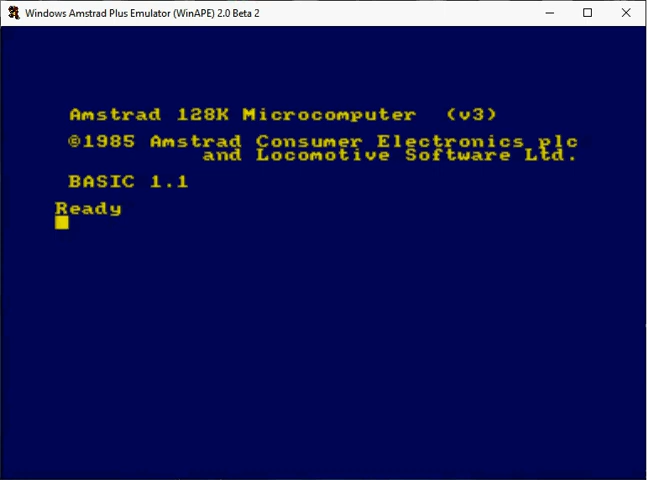 Windows Amstrad Plus Emulator (WinAPE) 2.0 Beta 2
Amstrad 128K Microcomputer (v3)
©1985 Amstrad Consumer Electronics plc
and Locomotive Software Ltd.
BASIC 1.1
Ready